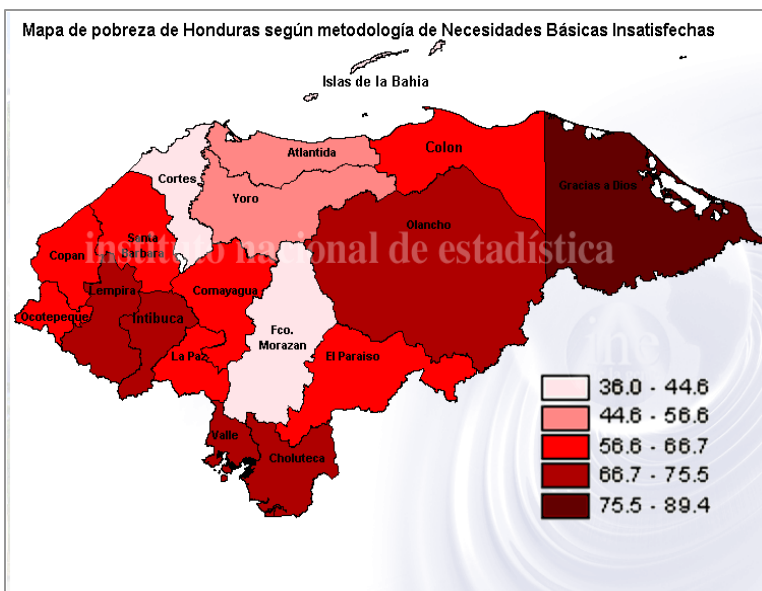 Mapa de pobreza de Honduras según metodología de Necesidades Básicas Insatisfechas
Islas de la Bahia
Atlantida
Colon
Cortes
Yoro
Gracias a Dios
Olancho
Santa
Barbara
instituto nacional de estadística
Copan
Lempira
Comayagua
Ocotepeque
Intibuca
Fco.
Morazan
La Paz
El Paraiso
ine
36.0 - 44.6
44.6 - 56.6
56.6 - 66.7
66.7 - 75.5
75.5 - 89.4
Valle
Choluteca